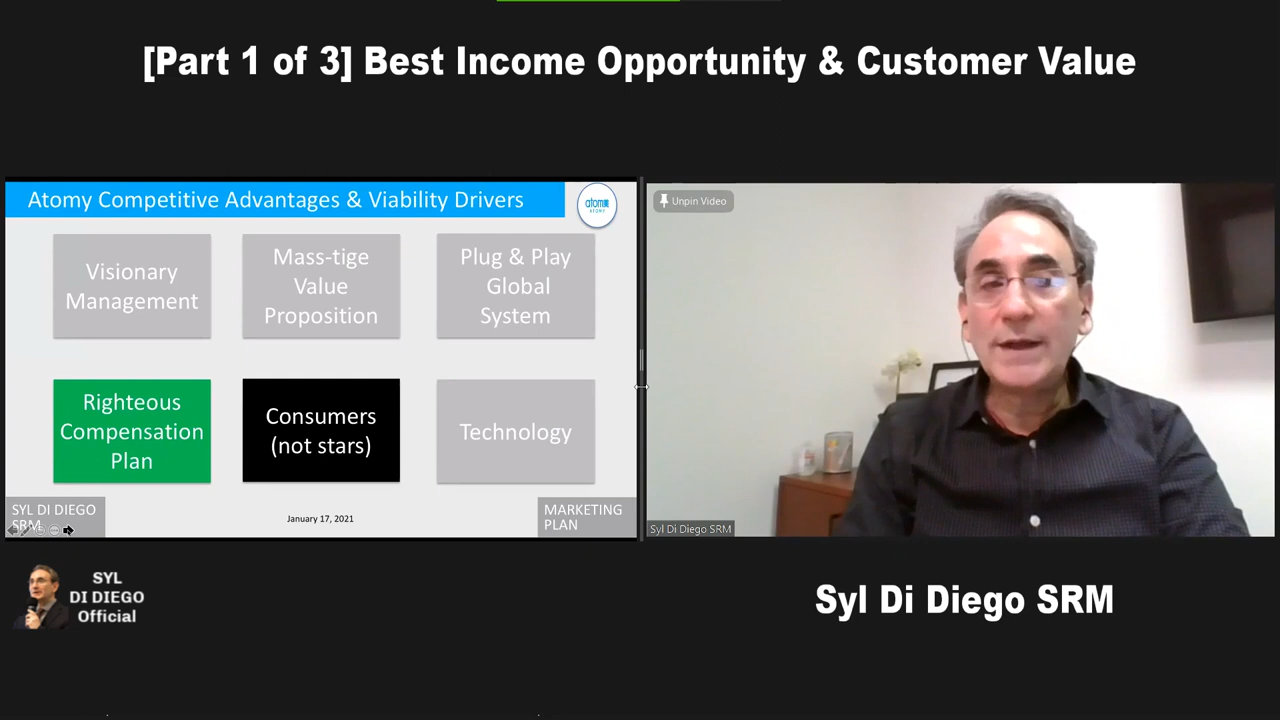 [Part 1 of 3] Best Income Opportunity & Customer Value
Atomy Competitive Advantages & Viability Drivers
atomy
ATOMY
Visionary
Management
Mass-tige
Value
Proposition
Plug & Play
Global
System
Righteous
Compensation
Plan
Consumers
(not stars)
Technology
SYL DI DIEGO
SRM
January 17, 2021
MARKETING
PLAN
Unpin Video
Syl Di Diego SRM
SYL
DI DIEGO
Official
Syl Di Diego SRM